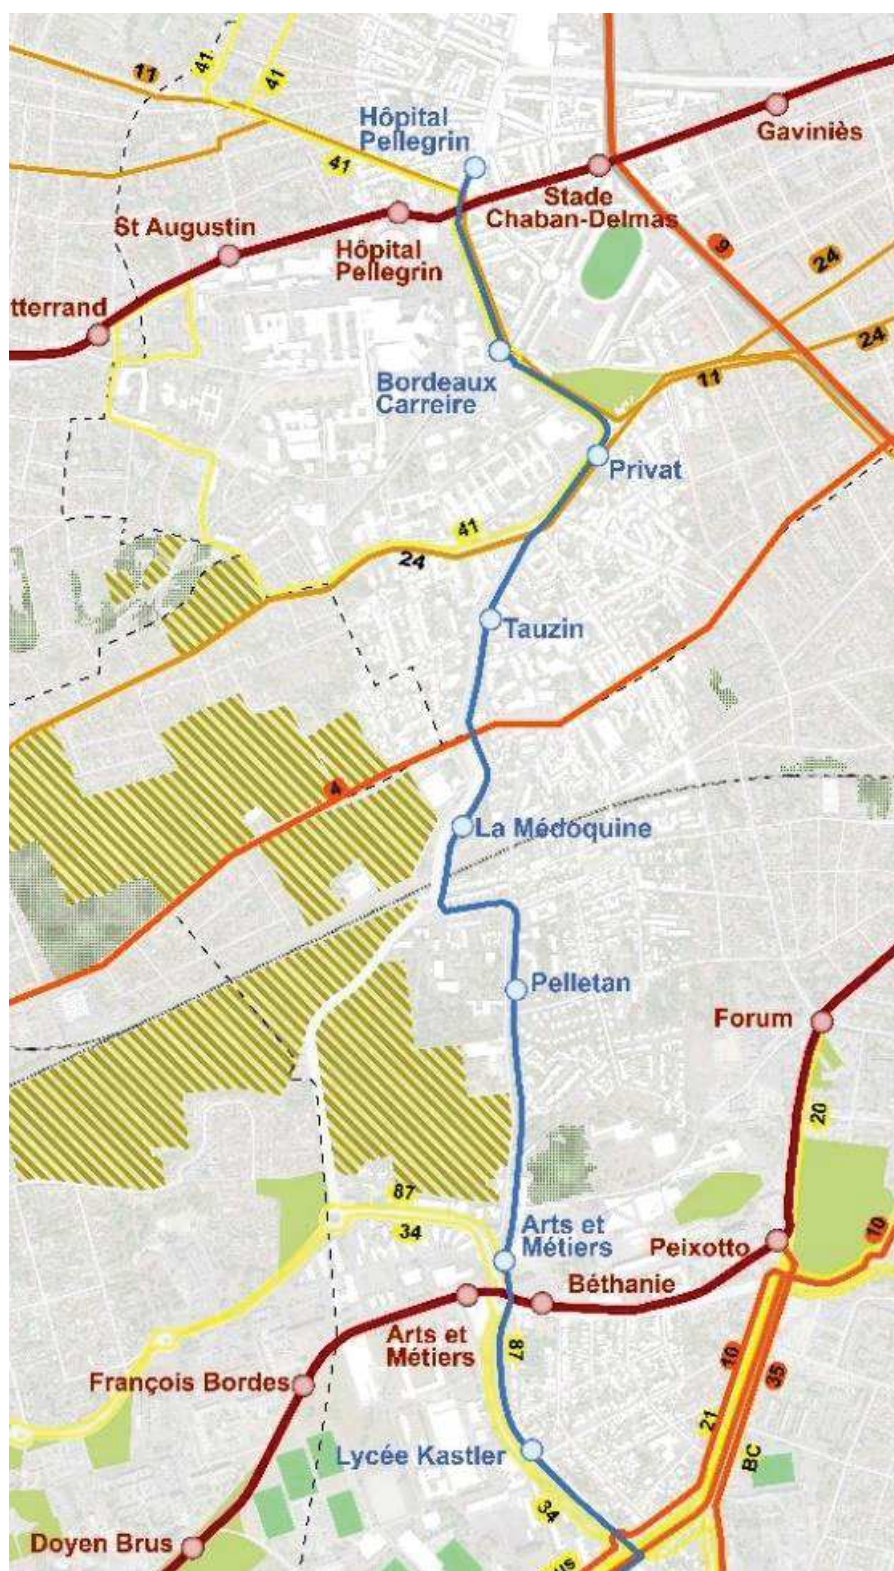 11
41
41
Hôpital
Pellegrin
Gaviniès
41
Stade
Chaban-Delmas
St Augustin
Hôpital
Pellegrin
9
24
tterrand
24
11
Bordeaux
Carreire
Privat
41
24
Tauzin
4
La Médoquine
Pelletan
Forum
20
87
34
Arts et
Métiers
Peixotto
10
Béthanie
Arts et
Métiers
87
10
35
François Bordes
21
BC
Lycée Kastler
34
Doyen Brus
us